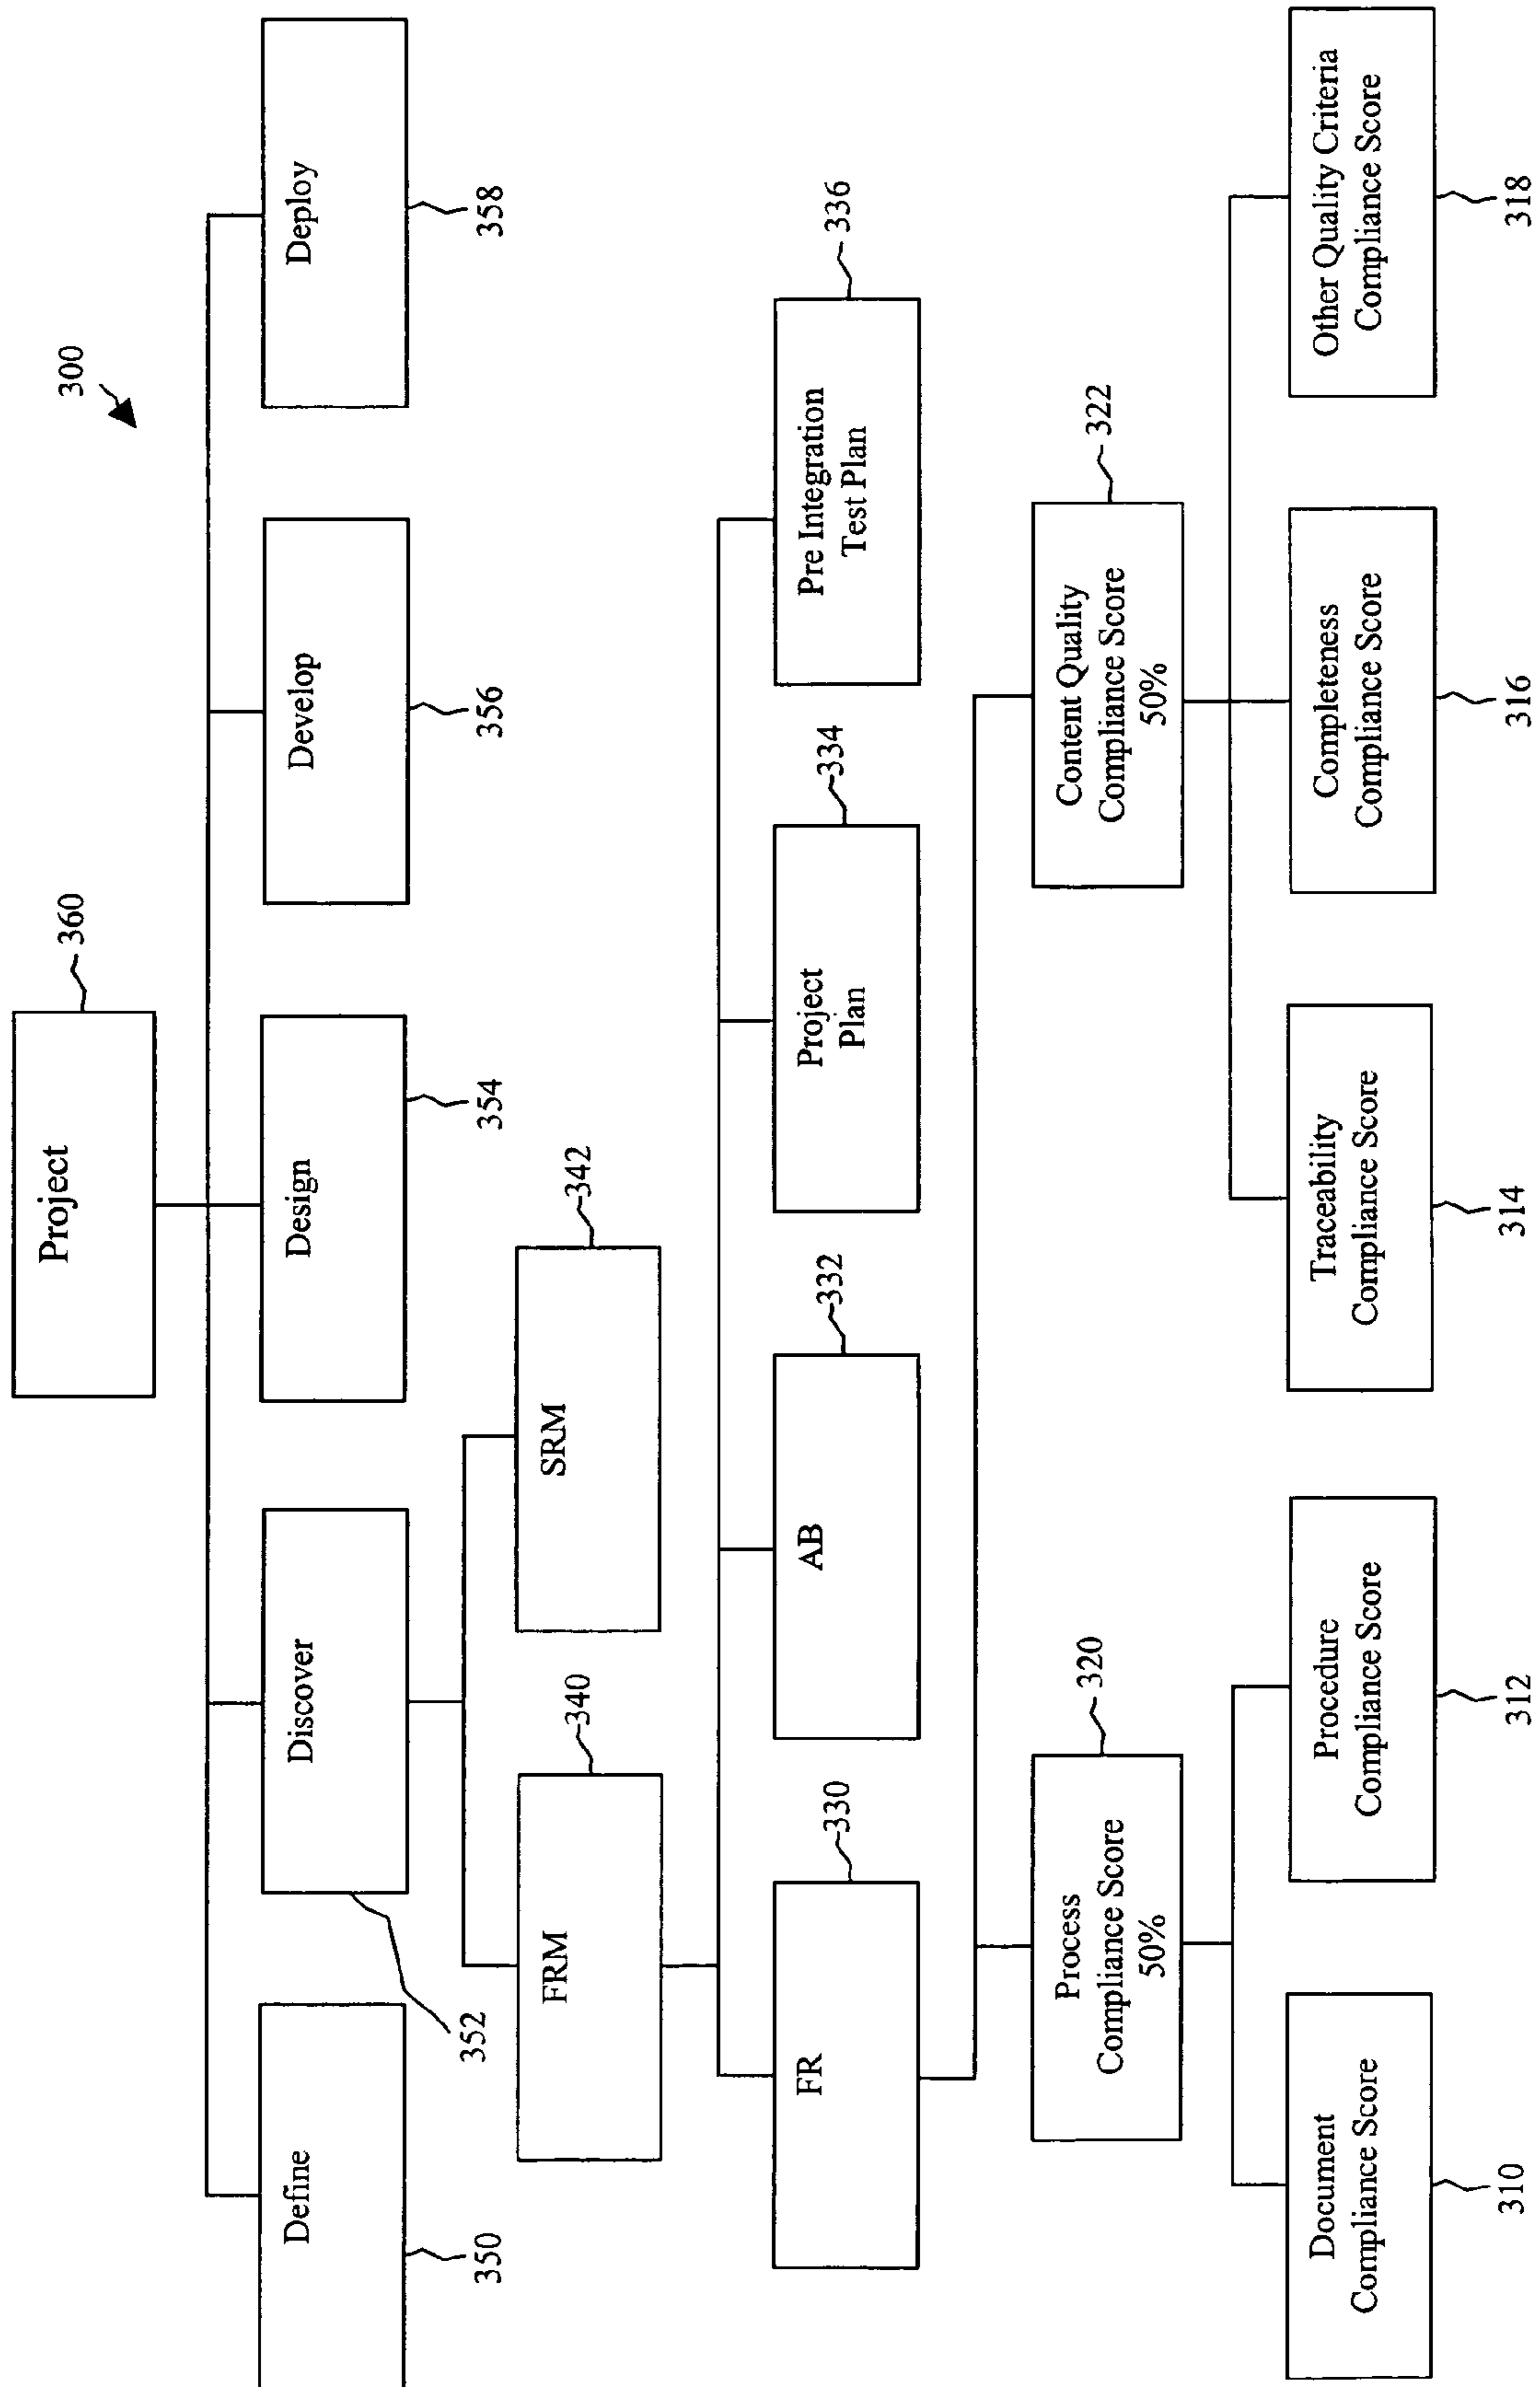 300
Project
360
Define
350
Discover
352
Design
354
Develop
356
Deploy
358
FRM
340
SRM
342
FR
330
AB
332
Project
Plan
334
Pre Integration
Test Plan
336
Process
Compliance Score
50%
320
Content Quality
Compliance Score
50%
322
Document
Compliance Score
310
Procedure
Compliance Score
312
Traceability
Compliance Score
314
Completeness
Compliance Score
316
Other Quality Criteria
Compliance Score
318